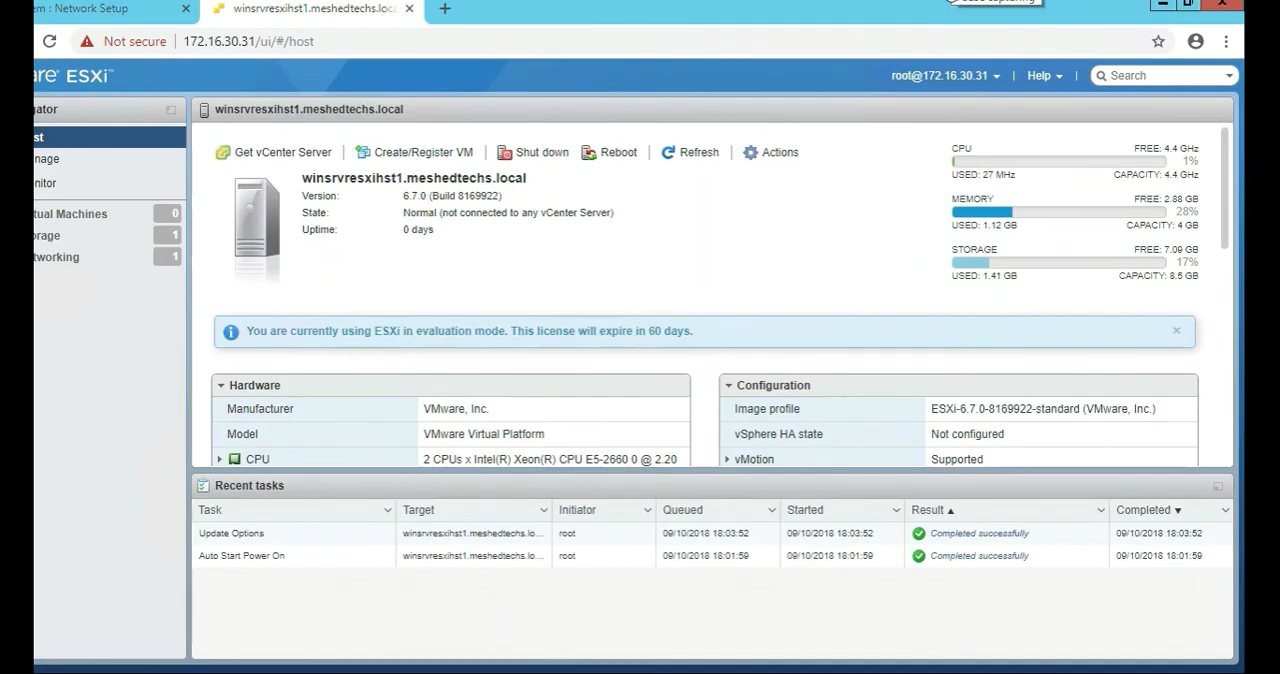 em : Network Setup
winsrvresxihst1.meshedtechs.loca
Not secure
172.16.30.31/ui/#/host
are ESXi™
root@172.16.30.31
Help
Search
gator
winsrvresxihst1.meshedtechs.local
st
nage
nitor
tual Machines 0
orage 1
tworking 1
Get vCenter Server
Create/Register VM
Shut down
Reboot
Refresh
Actions
winsrvresxihst1.meshedtechs.local
Version: 6.7.0 (Build 8169922)
State: Normal (not connected to any vCenter Server)
Uptime: 0 days
CPU FREE: 4.4 GHz
1%
USED: 27 MHz CAPACITY: 4.4 GHz
MEMORY FREE: 2.88 GB
28%
USED: 1.12 GB CAPACITY: 4 GB
STORAGE FREE: 7.09 GB
17%
USED: 1.41 GB CAPACITY: 8.5 GB
You are currently using ESXi in evaluation mode. This license will expire in 60 days.
Hardware
Manufacturer VMware, Inc.
Model VMware Virtual Platform
CPU 2 CPUs x Intel(R) Xeon(R) CPU E5-2660 0 @ 2.20
Configuration
Image profile ESXi-6.7.0-8169922-standard (VMware, Inc.)
vSphere HA state Not configured
vMotion Supported
Recent tasks
Task Target Initiator Queued Started Result Completed
Update Options winsrvresxihst1.meshedtechs.lo... root 09/10/2018 18:03:52 09/10/2018 18:03:52 Completed successfully 09/10/2018 18:03:52
Auto Start Power On winsrvresxihst1.meshedtechs.lo... root 09/10/2018 18:01:59 09/10/2018 18:01:59 Completed successfully 09/10/2018 18:01:59